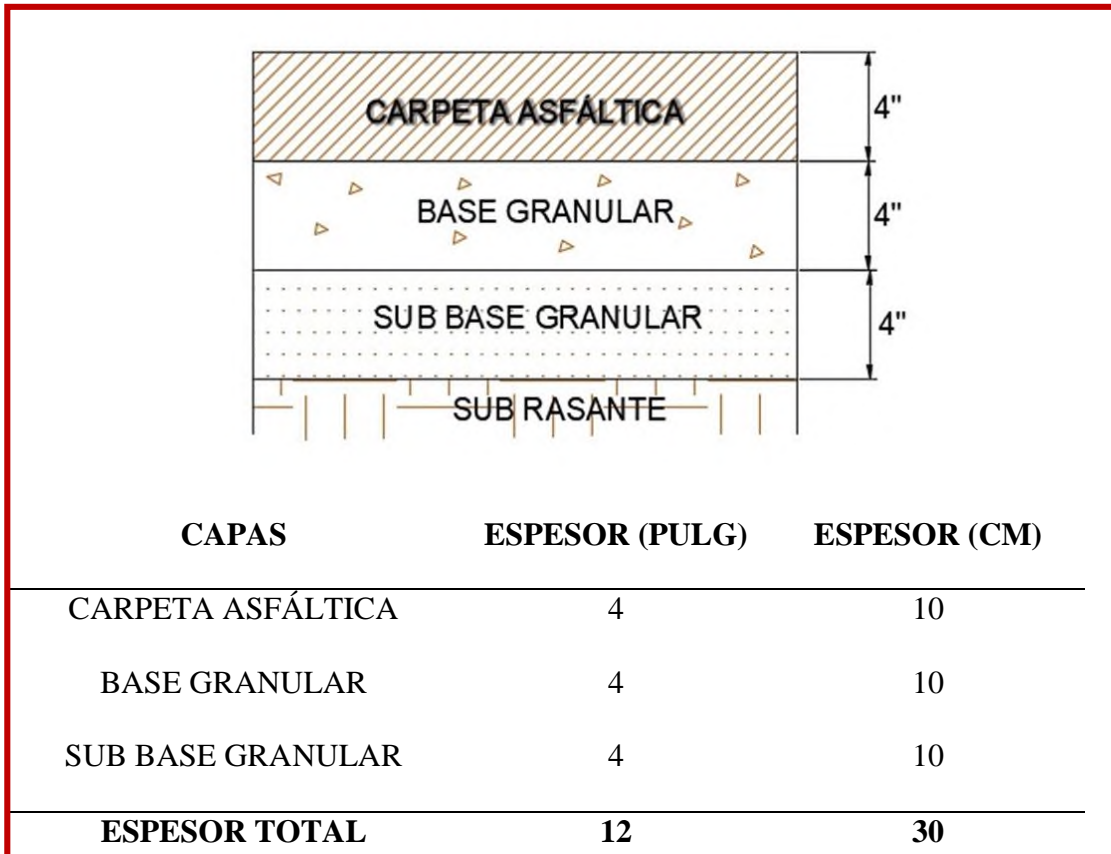 CARPETA ASFÁLTICA 4"
BASE GRANULAR 4"
SUB BASE GRANULAR 4"
SUB RASANTE
CAPAS ESPESOR (PULG) ESPESOR (CM)
CARPETA ASFÁLTICA 4 10
BASE GRANULAR 4 10
SUB BASE GRANULAR 4 10
ESPESOR TOTAL 12 30